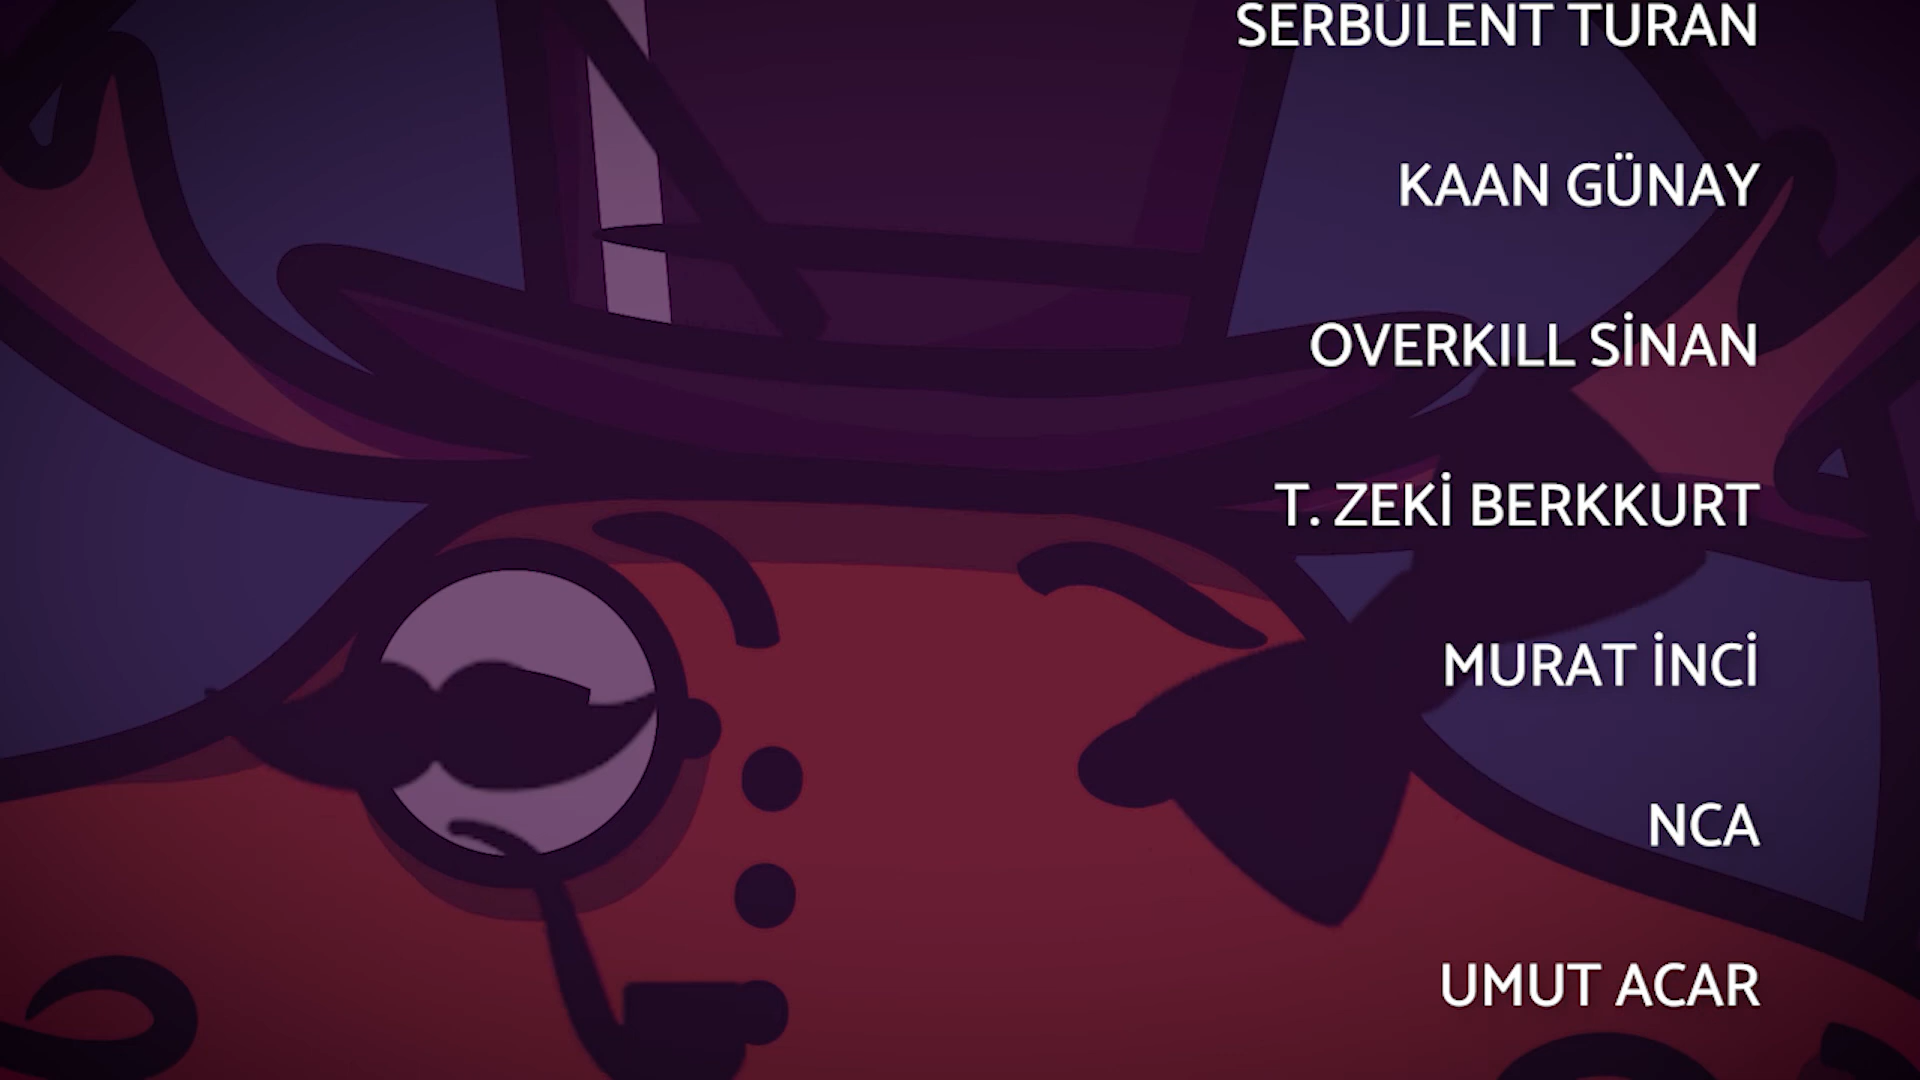 SERBÜLENT TURAN
KAAN GÜNAY
OVERKILL SİNAN
T. ZEKİ BERKKURT
MURAT İNCİ
NCA
UMUT ACAR